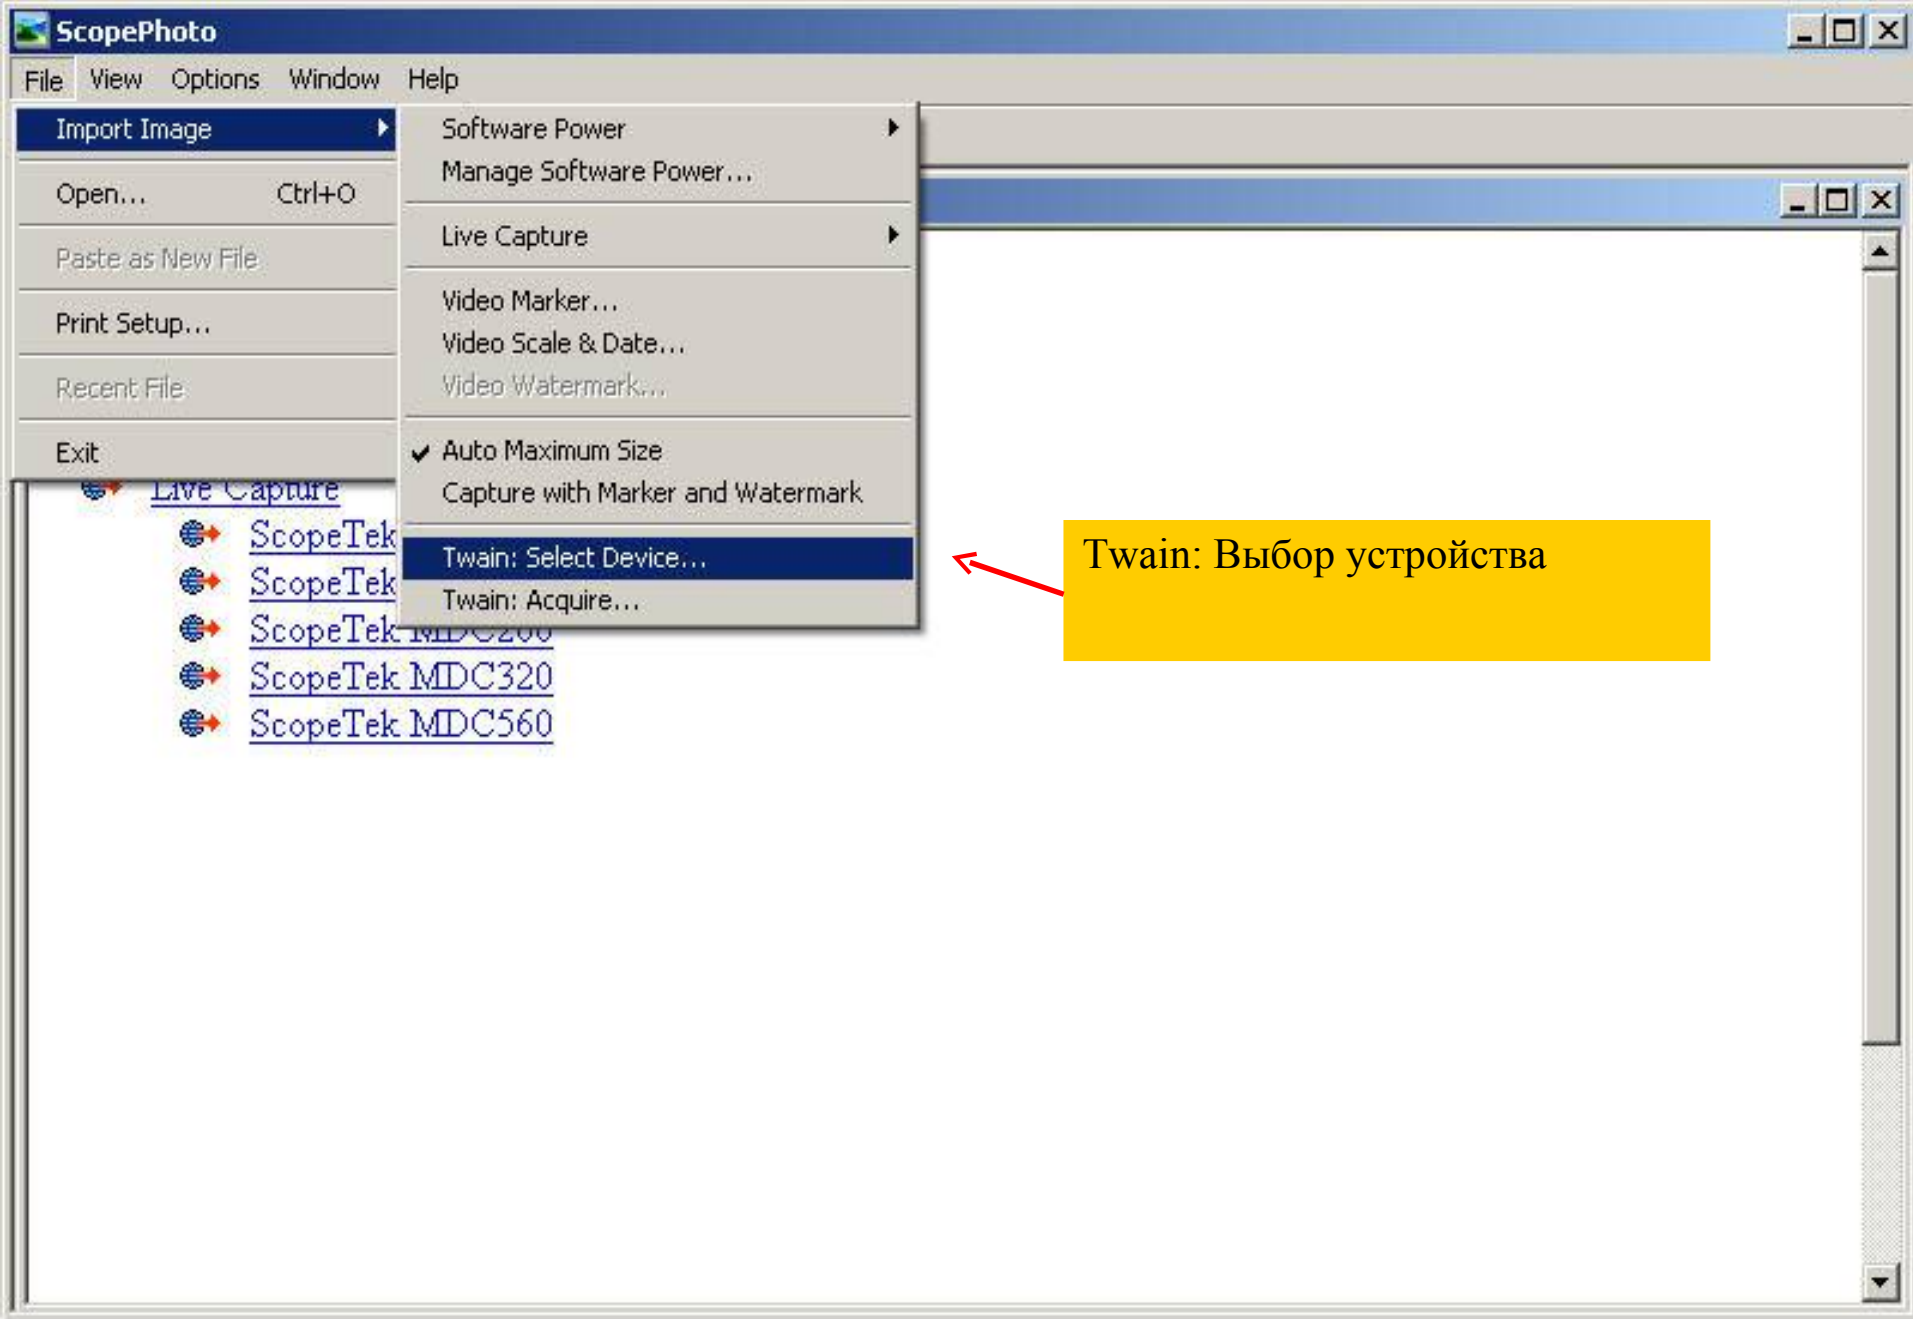 ScopePhoto
File View Options Window Help
Import Image
Open... Ctrl+O
Paste as New File
Print Setup...
Recent File
Exit
Software Power
Manage Software Power...
Live Capture
Video Marker...
Video Scale & Date...
Video Watermark...
Auto Maximum Size
Capture with Marker and Watermark
Twain: Select Device...
Twain: Acquire...
Twain: Выбор устройства
Live Capture
ScopeTek
ScopeTek
ScopeTek MDC200
ScopeTek MDC320
ScopeTek MDC560